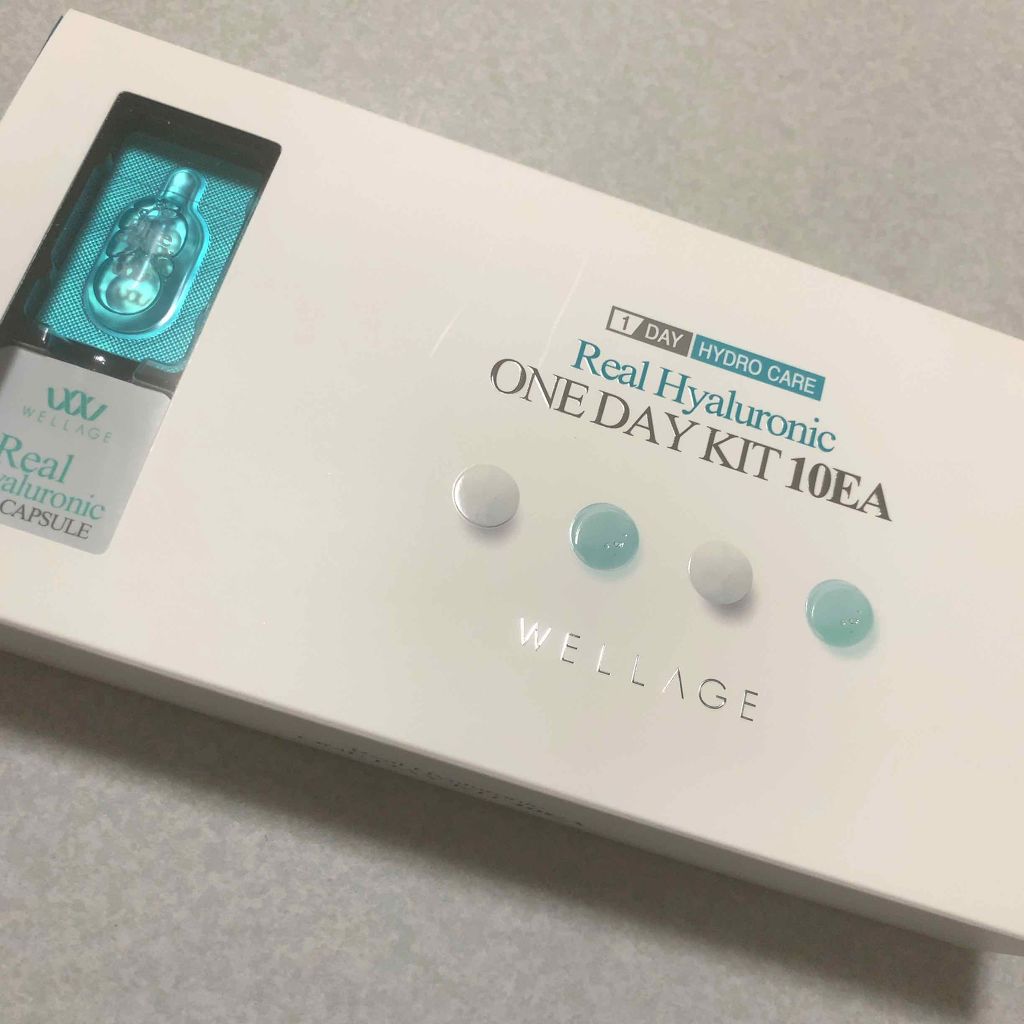 WELLAGE
Real
yaluronic
CAPSULE
1 DAY HYDRO CARE
Real Hyaluronic
ONE DAY KIT 10EA
WELLAGE